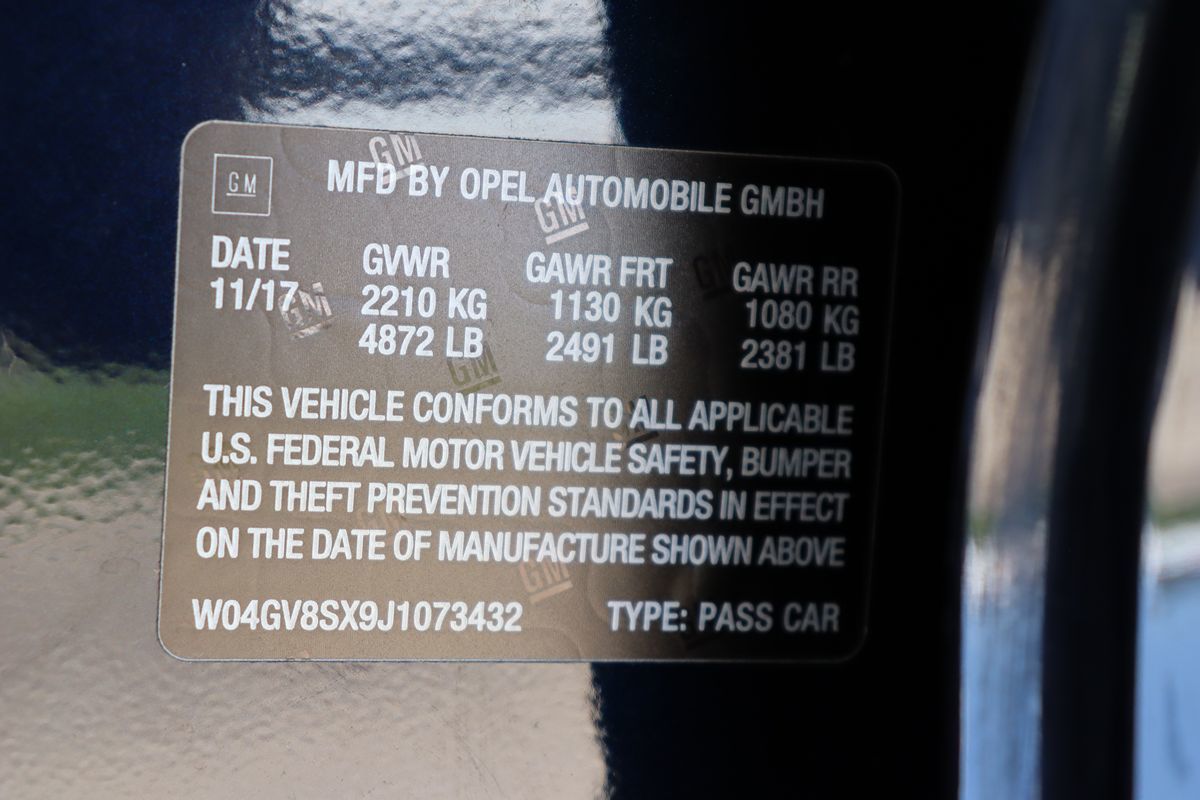 GM
MFD BY OPEL AUTOMOBILE GMBH
DATE GVWR GAWR FRT GAWR RR
11/17 2210 KG 1130 KG 1080 KG
4872 LB 2491 LB 2381 LB
THIS VEHICLE CONFORMS TO ALL APPLICABLE
U.S. FEDERAL MOTOR VEHICLE SAFETY, BUMPER
AND THEFT PREVENTION STANDARDS IN EFFECT
ON THE DATE OF MANUFACTURE SHOWN ABOVE
W04GV8SX9J1073432 TYPE: PASS CAR